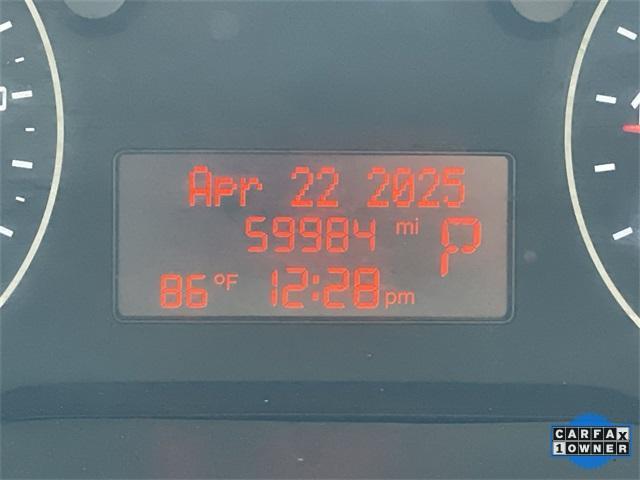 Apr 22 2025
59984 mi
P
86 °F 12:28 pm
CARFAX
1 OWNER